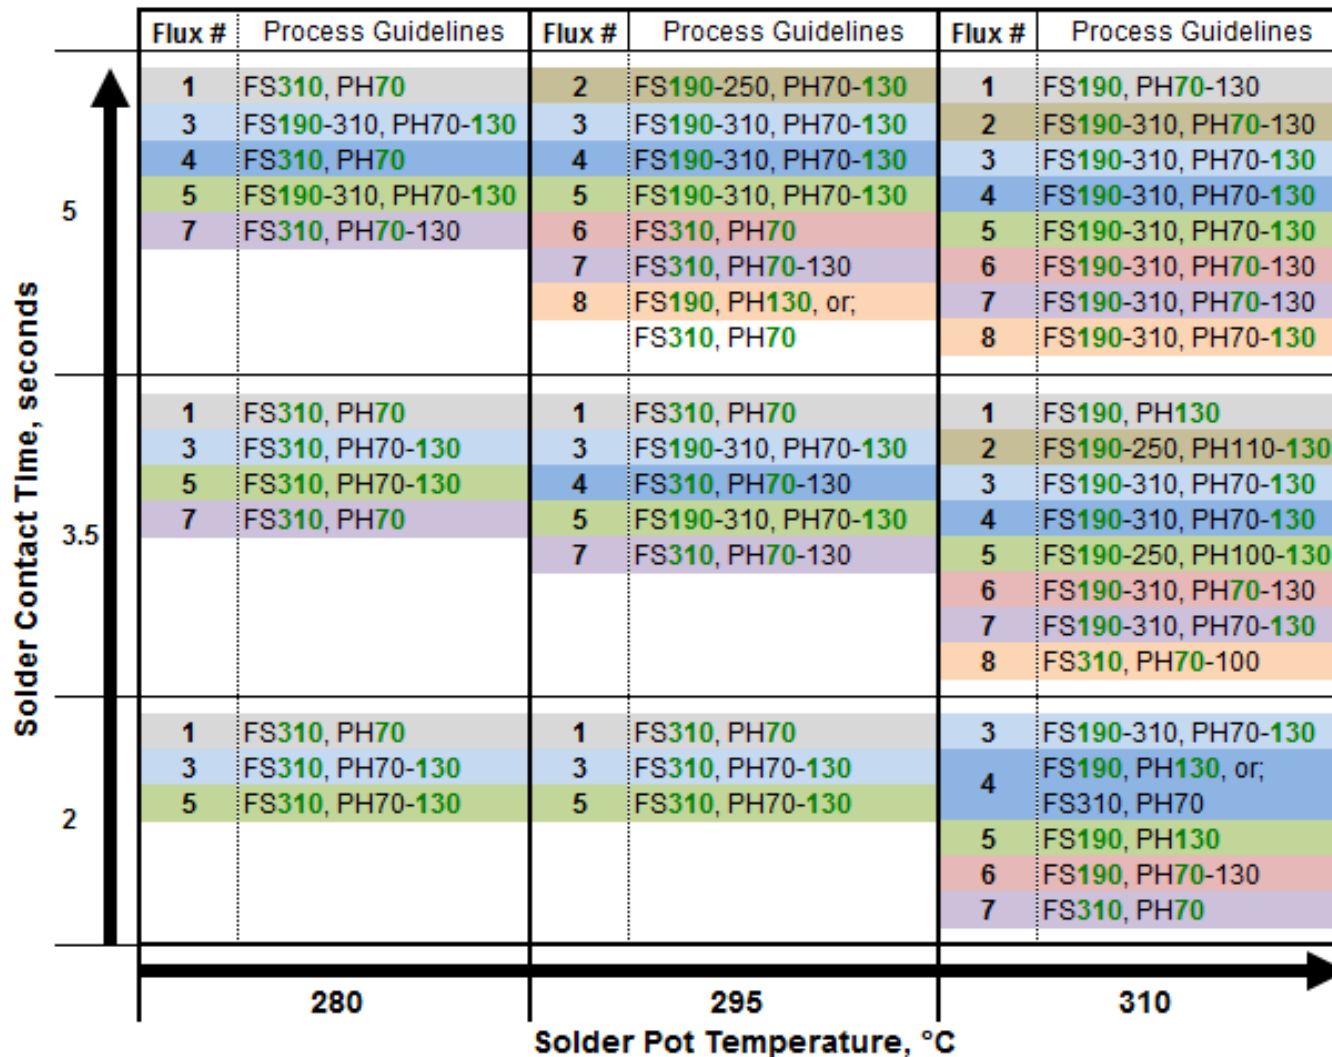 Flux # Process Guidelines Flux # Process Guidelines Flux # Process Guidelines
5
1 FS310, PH70
3 FS190-310, PH70-130
4 FS310, PH70
5 FS190-310, PH70-130
7 FS310, PH70-130
2 FS190-250, PH70-130
3 FS190-310, PH70-130
4 FS190-310, PH70-130
5 FS190-310, PH70-130
6 FS310, PH70
7 FS310, PH70-130
8 FS190, PH130, or;
FS310, PH70
1 FS190, PH70-130
2 FS190-310, PH70-130
3 FS190-310, PH70-130
4 FS190-310, PH70-130
5 FS190-310, PH70-130
6 FS190-310, PH70-130
7 FS190-310, PH70-130
8 FS190-310, PH70-130
3.5
1 FS310, PH70
3 FS310, PH70-130
5 FS310, PH70-130
7 FS310, PH70
1 FS310, PH70
3 FS190-310, PH70-130
4 FS310, PH70-130
5 FS190-310, PH70-130
7 FS310, PH70-130
1 FS190, PH130
2 FS190-250, PH110-130
3 FS190-310, PH70-130
4 FS190-310, PH70-130
5 FS190-250, PH100-130
6 FS190-310, PH70-130
7 FS190-310, PH70-130
8 FS310, PH70-100
2
1 FS310, PH70
3 FS310, PH70-130
5 FS310, PH70-130
1 FS310, PH70
3 FS310, PH70-130
5 FS310, PH70-130
3 FS190-310, PH70-130
4 FS190, PH130, or;
FS310, PH70
5 FS190, PH130
6 FS190, PH70-130
7 FS310, PH70
Solder Contact Time, seconds
280 295 310
Solder Pot Temperature, °C